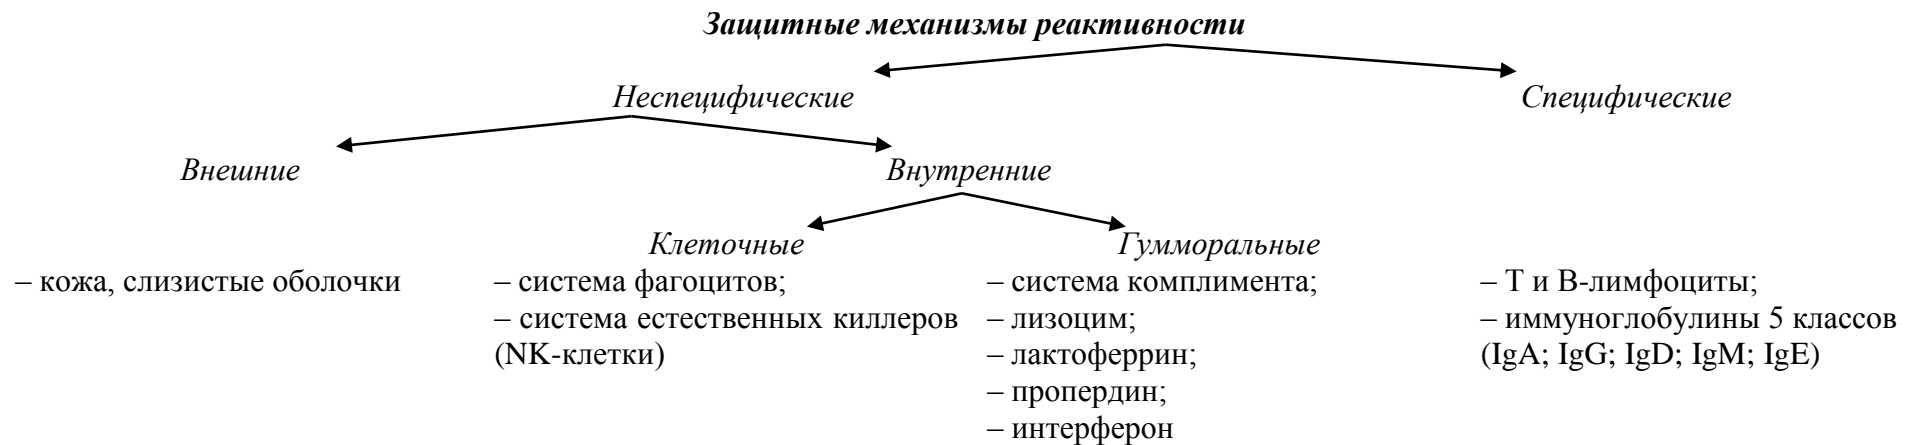 Защитные механизмы реактивности
Неспецифические
Специфические
Внешние
Внутренние
Клеточные
Гумморальные
– кожа, слизистые оболочки
– система фагоцитов;
– система естественных киллеров
(NK-клетки)
– система комплимента;
– лизоцим;
– лактоферрин;
– пропердин;
– интерферон
– Т и В-лимфоциты;
– иммуноглобулины 5 классов
(IgA; IgG; IgD; IgM; IgE)